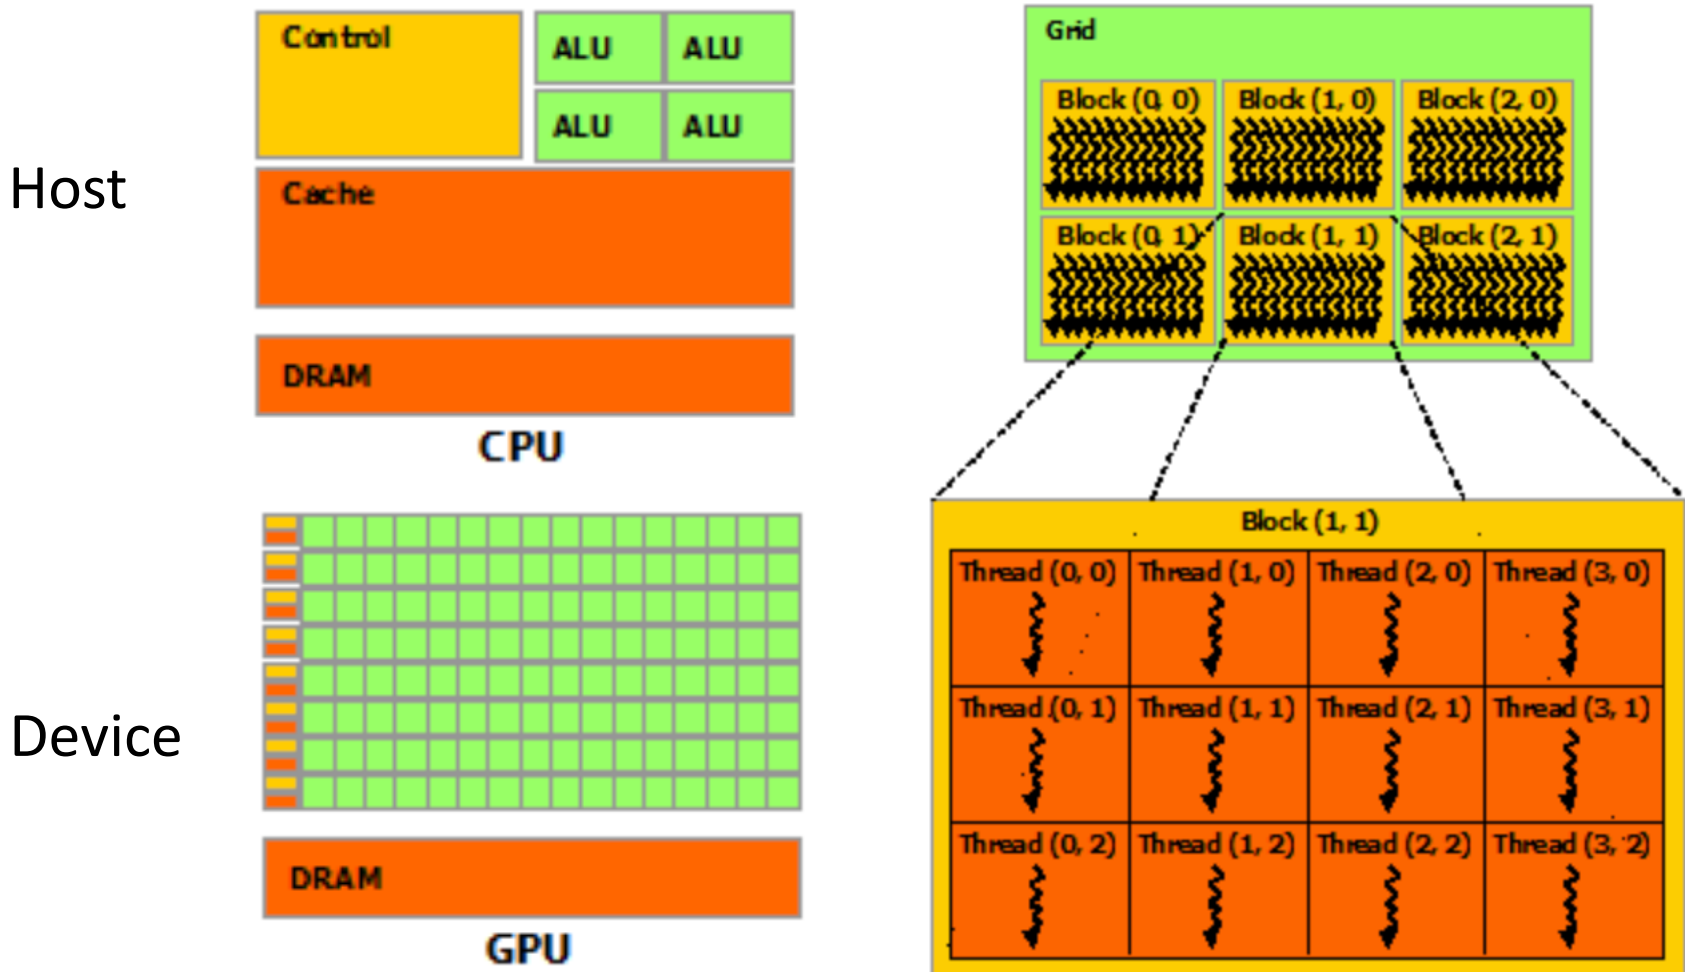 Host
Control
ALU ALU
ALU ALU
Cache
DRAM
CPU
Device
DRAM
GPU
Grid
Block (0, 0) Block (1, 0) Block (2, 0)
Block (0, 1) Block (1, 1) Block (2, 1)
Block (1, 1)
Thread (0, 0) Thread (1, 0) Thread (2, 0) Thread (3, 0)
Thread (0, 1) Thread (1, 1) Thread (2, 1) Thread (3, 1)
Thread (0, 2) Thread (1, 2) Thread (2, 2) Thread (3, 2)